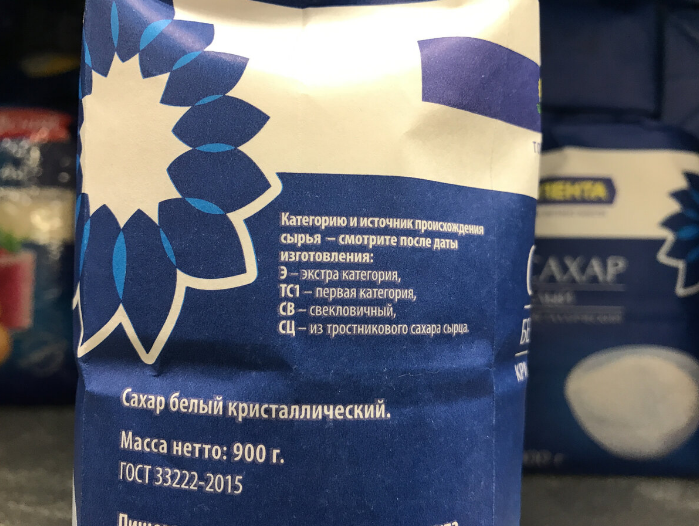 Категорию и источник происхождения
сырья – смотрите после даты
изготовления:
Э – экстра категория,
ТС1 – первая категория,
СВ – свекловичный,
СЦ – из тростникового сахара сырца.
Сахар белый кристаллический.
Масса нетто: 900 г.
ГОСТ 33222-2015
ЛЕНТА
САХАР